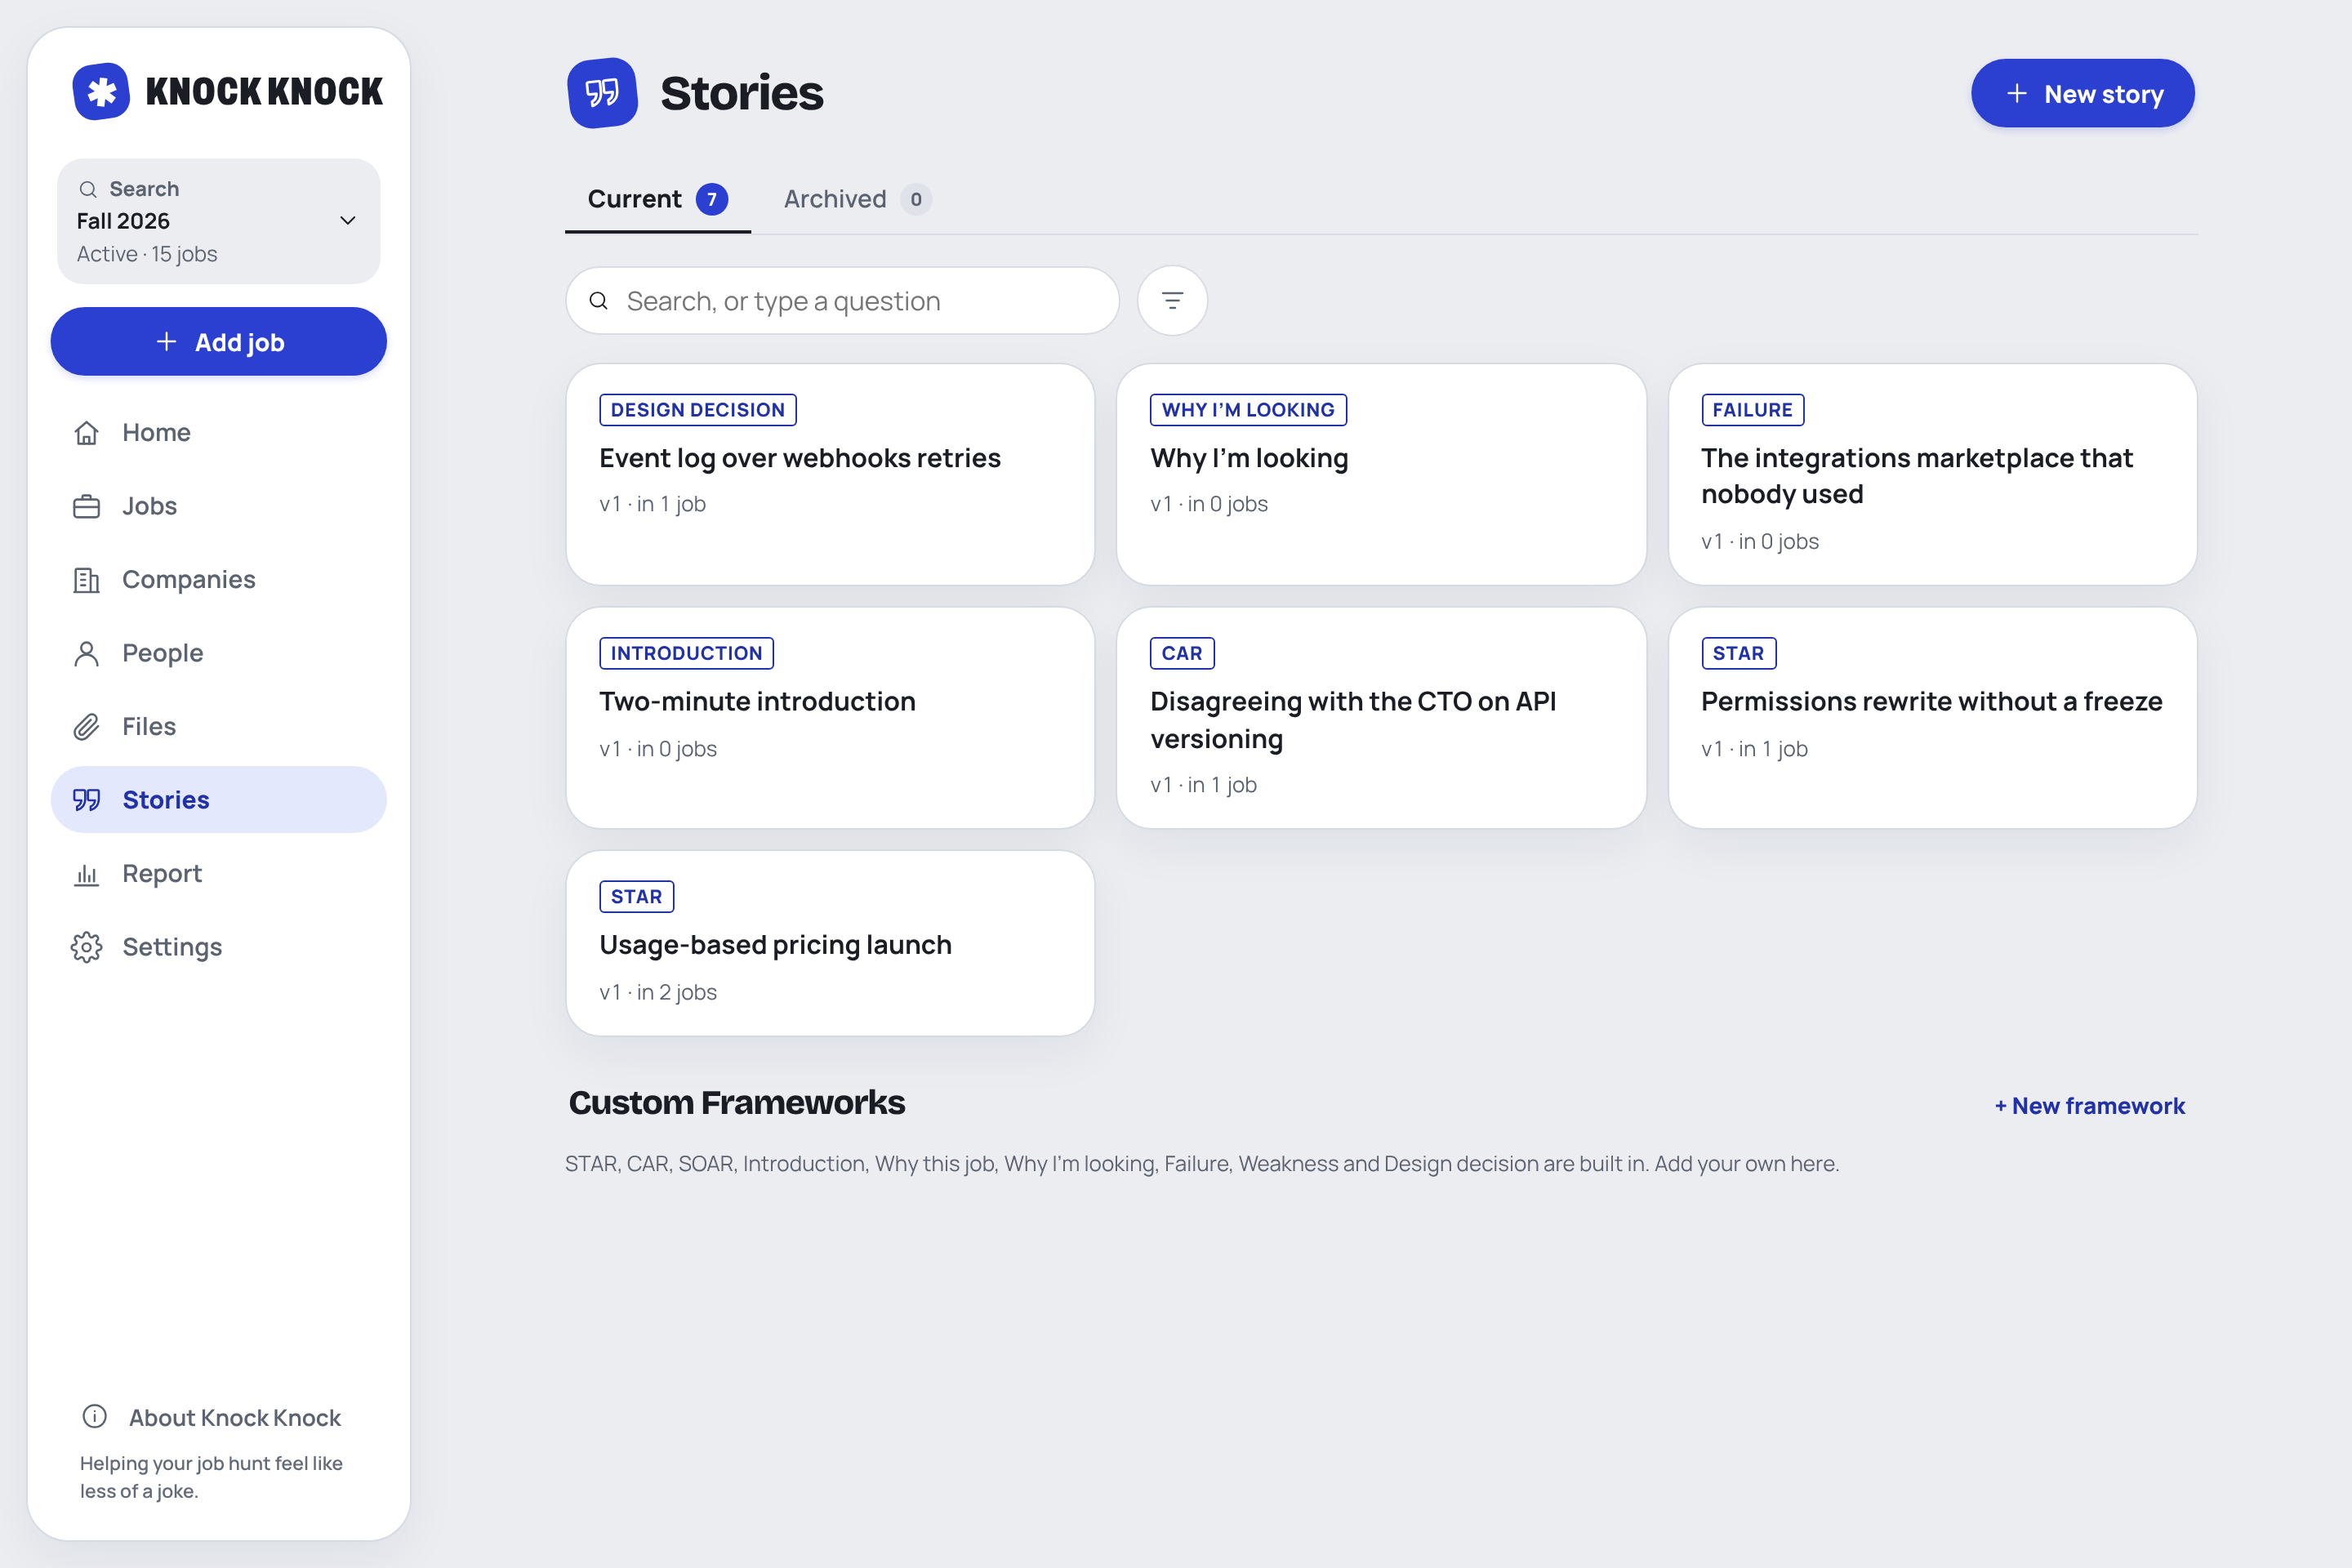 KNOCK KNOCK
Search
Fall 2026
Active · 15 jobs
+ Add job
Home
Jobs
Companies
People
Files
Stories
Report
Settings
About Knock Knock
Helping your job hunt feel like
less of a joke.
Stories
+ New story
Current 7
Archived 0
Search, or type a question
DESIGN DECISION
Event log over webhooks retries
v1 · in 1 job
WHY I’M LOOKING
Why I’m looking
v1 · in 0 jobs
FAILURE
The integrations marketplace that
nobody used
v1 · in 0 jobs
INTRODUCTION
Two-minute introduction
v1 · in 0 jobs
CAR
Disagreeing with the CTO on API
versioning
v1 · in 1 job
STAR
Permissions rewrite without a freeze
v1 · in 1 job
STAR
Usage-based pricing launch
v1 · in 2 jobs
Custom Frameworks
+ New framework
STAR, CAR, SOAR, Introduction, Why this job, Why I’m looking, Failure, Weakness and Design decision are built in. Add your own here.